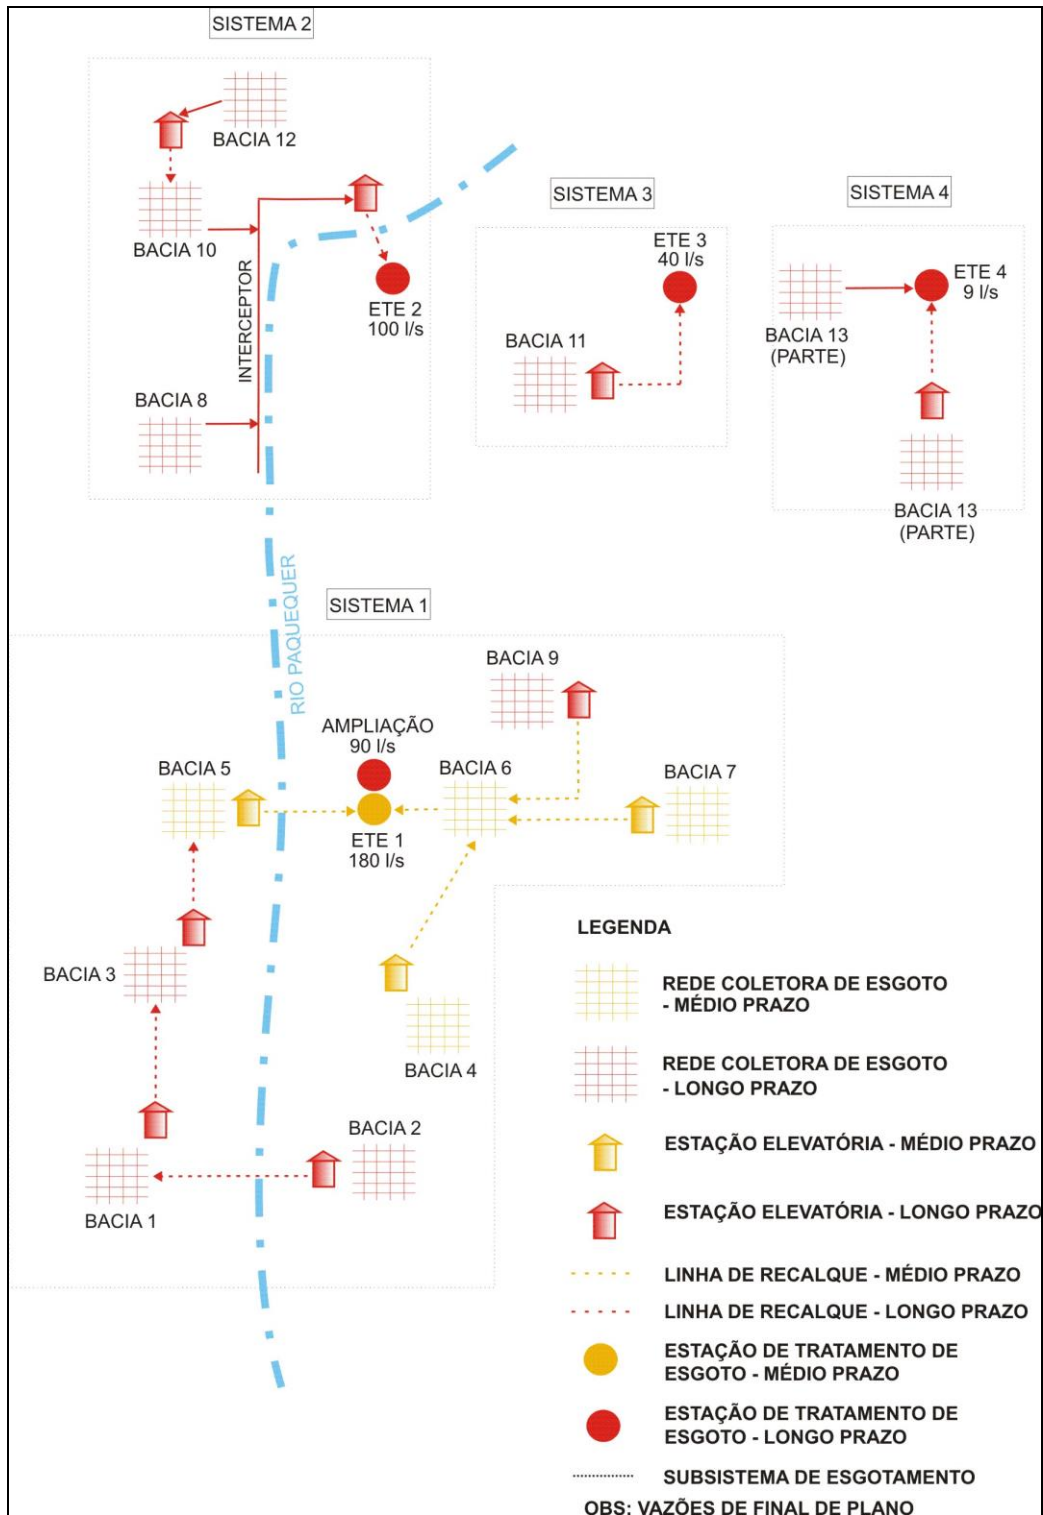 SISTEMA 2
BACIA 12
BACIA 10
INTERCEPTOR
ETE 2
100 l/s
BACIA 8
SISTEMA 3
ETE 3
40 l/s
BACIA 11
SISTEMA 4
ETE 4
9 l/s
BACIA 13
(PARTE)
BACIA 13
(PARTE)
RIO PAQUEQUER
SISTEMA 1
BACIA 9
AMPLIAÇÃO
90 l/s
BACIA 5
BACIA 6
BACIA 7
ETE 1
180 l/s
BACIA 3
BACIA 4
BACIA 2
BACIA 1
LEGENDA
REDE COLETORA DE ESGOTO
- MÉDIO PRAZO
REDE COLETORA DE ESGOTO
- LONGO PRAZO
ESTAÇÃO ELEVATÓRIA - MÉDIO PRAZO
ESTAÇÃO ELEVATÓRIA - LONGO PRAZO
LINHA DE RECALQUE - MÉDIO PRAZO
LINHA DE RECALQUE - LONGO PRAZO
ESTAÇÃO DE TRATAMENTO DE
ESGOTO - MÉDIO PRAZO
ESTAÇÃO DE TRATAMENTO DE
ESGOTO - LONGO PRAZO
SUBSISTEMA DE ESGOTAMENTO
OBS: VAZÕES DE FINAL DE PLANO